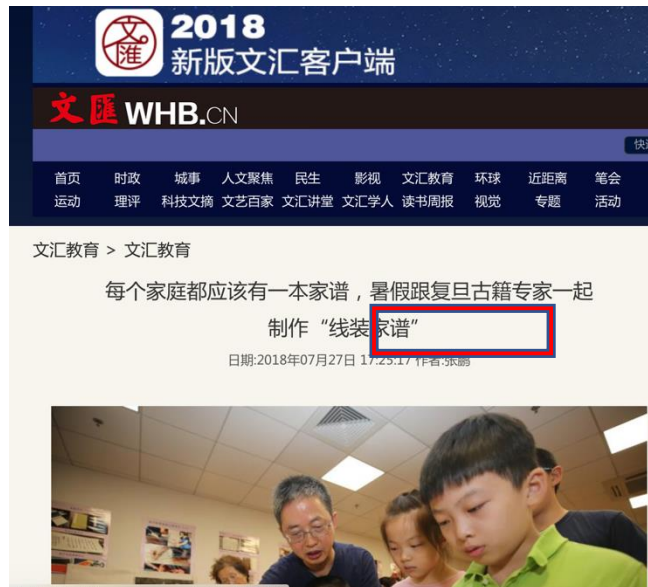 文
滙
2018
新版文汇客户端
文匯 WHB.CN
首页 时政 城事 人文聚焦 民生 影视 文汇教育 环球 近距离 笔会
运动 理评 科技文摘 文艺百家 文汇讲堂 文汇学人 读书周报 视觉 专题 活动
文汇教育 > 文汇教育
每个家庭都应该有一本家谱，暑假跟复旦古籍专家一起
制作“线装家谱”
日期:2018年07月27日 17:25:17 作者:张鹏